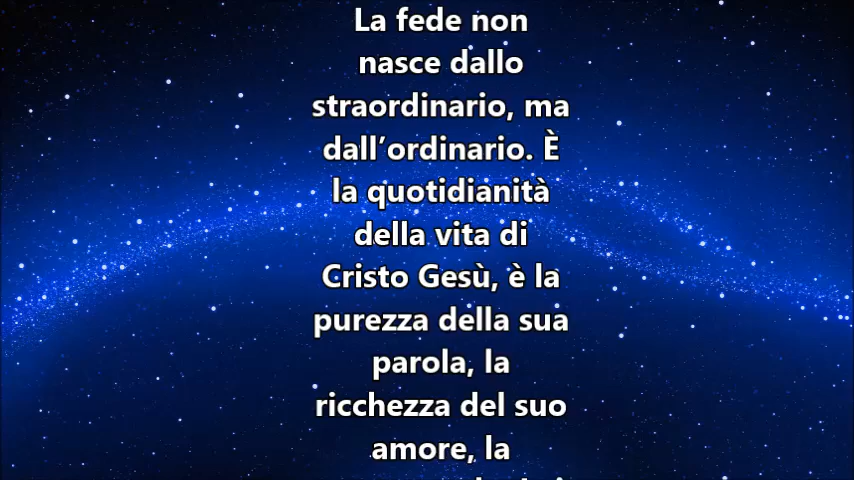 La fede non
nasce dallo
straordinario, ma
dall’ordinario. È
la quotidianità
della vita di
Cristo Gesù, è la
purezza della sua
parola, la
ricchezza del suo
amore, la